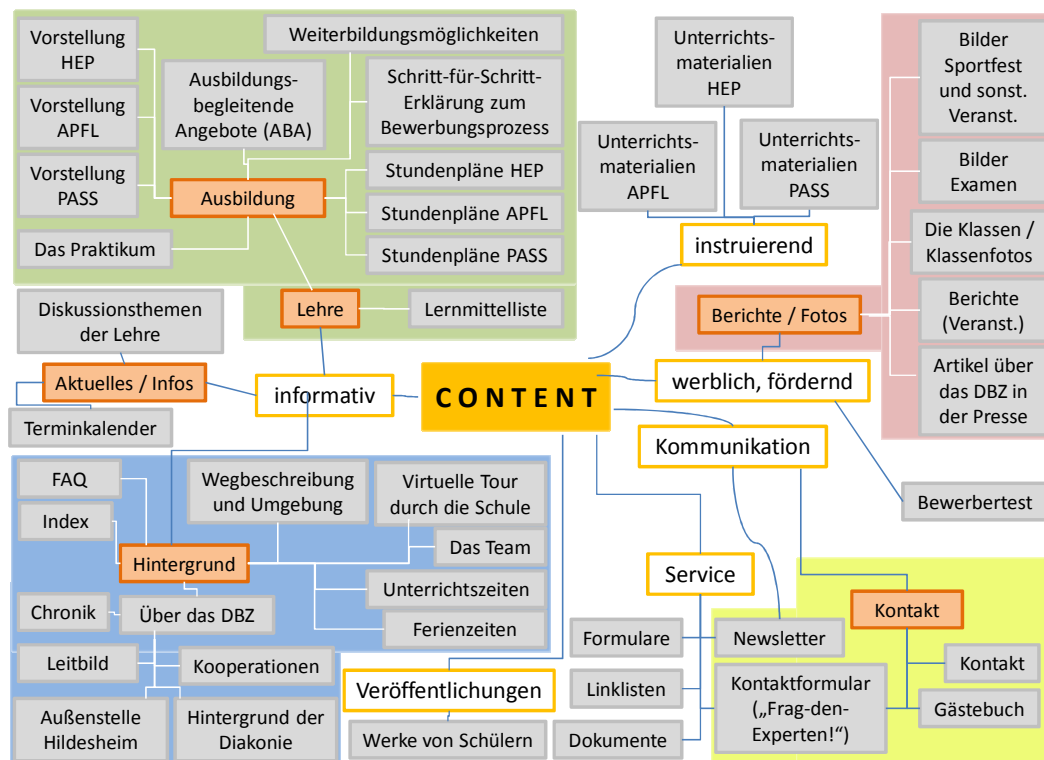 Vorstellung
HEP
Vorstellung
APFL
Vorstellung
PASS
Ausbildungs-
begleitende
Angebote (ABA)
Weiterbildungsmöglichkeiten
Schritt-für-Schritt-
Erklärung zum
Bewerbungsprozess
Ausbildung
Stundenpläne HEP
Stundenpläne APFL
Stundenpläne PASS
Das Praktikum
Lehre
Lernmittelliste
Unterrichts-
materialien
HEP
Unterrichts-
materialien
APFL
Unterrichts-
materialien
PASS
instruierend
Bilder
Sportfest
und sonst.
Veranst.
Bilder
Examen
Die Klassen /
Klassenfotos
Berichte
(Veranst.)
Artikel über
das DBZ in
der Presse
Berichte / Fotos
Diskussionsthemen
der Lehre
Aktuelles / Infos
Terminkalender
informativ
CONTENT
werblich, fördernd
Kommunikation
Bewerbertest
FAQ
Index
Wegbeschreibung
und Umgebung
Virtuelle Tour
durch die Schule
Das Team
Hintergrund
Unterrichtszeiten
Ferienzeiten
Chronik
Über das DBZ
Leitbild
Kooperationen
Außenstelle
Hildesheim
Hintergrund der
Diakonie
Veröffentlichungen
Werke von Schülern
Service
Formulare
Newsletter
Linklisten
Dokumente
Kontaktformular
(„Frag-den-
Experten!“)
Kontakt
Kontakt
Gästebuch